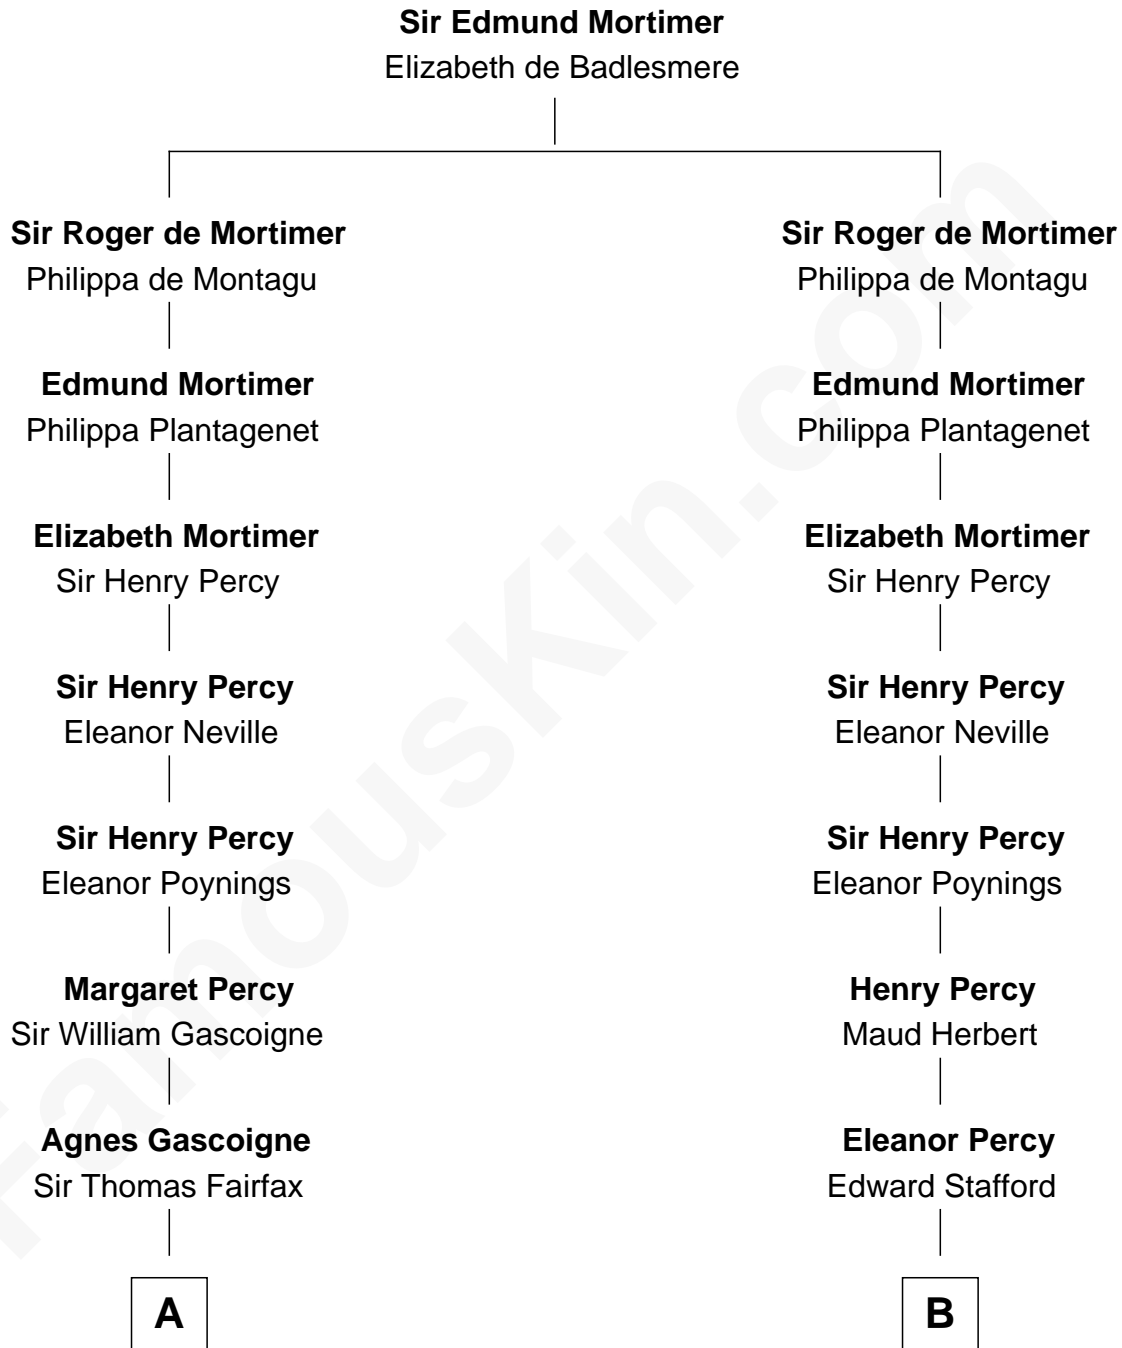 Sir Edmund Mortimer
Elizabeth de Badlesmere
Sir Roger de Mortimer
Philippa de Montagu
Edmund Mortimer
Philippa Plantagenet
Elizabeth Mortimer
Sir Henry Percy
Sir Henry Percy
Eleanor Neville
Sir Henry Percy
Eleanor Poynings
Margaret Percy
Sir William Gascoigne
Agnes Gascoigne
Sir Thomas Fairfax
A
Sir Roger de Mortimer
Philippa de Montagu
Edmund Mortimer
Philippa Plantagenet
Elizabeth Mortimer
Sir Henry Percy
Sir Henry Percy
Eleanor Neville
Sir Henry Percy
Eleanor Poynings
Henry Percy
Maud Herbert
Eleanor Percy
Edward Stafford
B
FamousKin.com